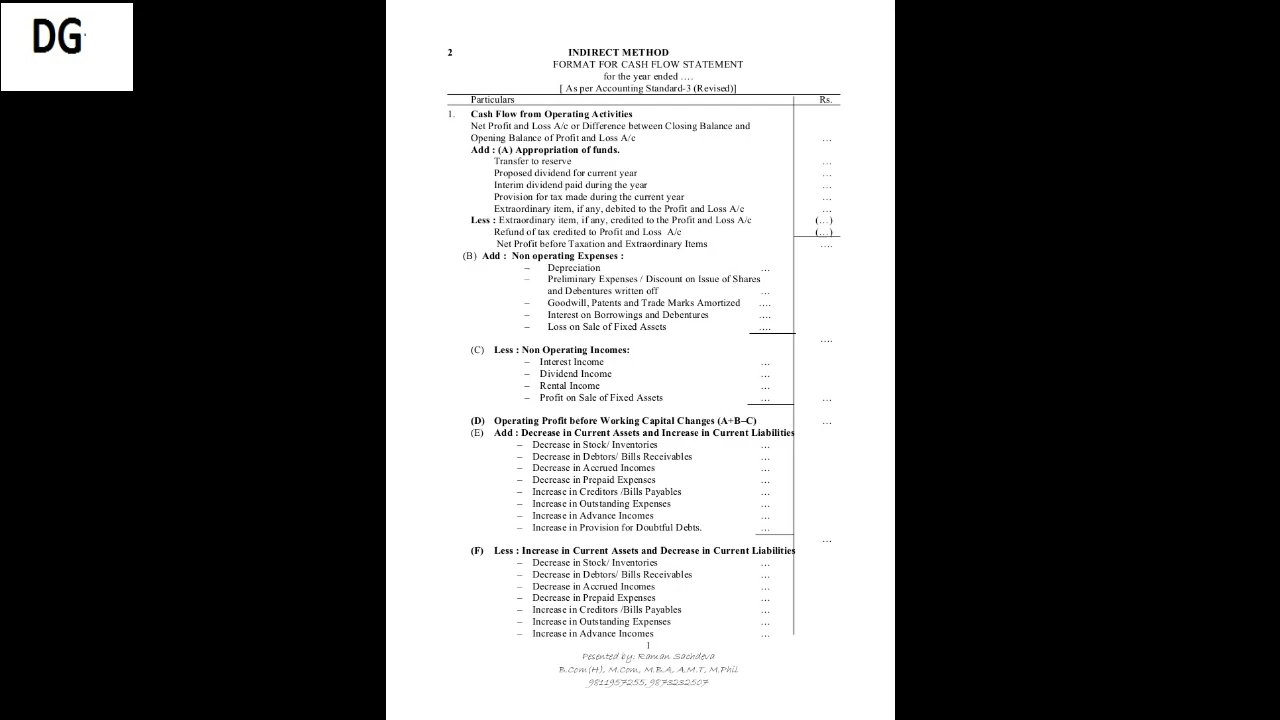 DG
2 INDIRECT METHOD
FORMAT FOR CASH FLOW STATEMENT
for the year ended ....
[ As per Accounting Standard-3 (Revised)]
Particulars Rs.
1. Cash Flow from Operating Activities
Net Profit and Loss A/c or Difference between Closing Balance and
Opening Balance of Profit and Loss A/c ...
Add : (A) Appropriation of funds.
Transfer to reserve ...
Proposed dividend for current year ...
Interim dividend paid during the year ...
Provision for tax made during the current year ...
Extraordinary item, if any, debited to the Profit and Loss A/c ...
Less : Extraordinary item, if any, credited to the Profit and Loss A/c (...)
Refund of tax credited to Profit and Loss A/c (...)
Net Profit before Taxation and Extraordinary Items ....
(B) Add : Non operating Expenses :
– Depreciation ...
– Preliminary Expenses / Discount on Issue of Shares
and Debentures written off ...
– Goodwill, Patents and Trade Marks Amortized ....
– Interest on Borrowings and Debentures ....
– Loss on Sale of Fixed Assets ....
....
(C) Less : Non Operating Incomes:
– Interest Income ...
– Dividend Income ...
– Rental Income ...
– Profit on Sale of Fixed Assets ... ...
(D) Operating Profit before Working Capital Changes (A+B–C) ...
(E) Add : Decrease in Current Assets and Increase in Current Liabilities
– Decrease in Stock/ Inventories ...
– Decrease in Debtors/ Bills Receivables ...
– Decrease in Accrued Incomes ...
– Decrease in Prepaid Expenses ...
– Increase in Creditors /Bills Payables ...
– Increase in Outstanding Expenses ...
– Increase in Advance Incomes ...
– Increase in Provision for Doubtful Debts. ...
...
(F) Less : Increase in Current Assets and Decrease in Current Liabilities
– Decrease in Stock/ Inventories ...
– Decrease in Debtors/ Bills Receivables ...
– Decrease in Accrued Incomes ...
– Decrease in Prepaid Expenses ...
– Increase in Creditors /Bills Payables ...
– Increase in Outstanding Expenses ...
– Increase in Advance Incomes ...
1
Pesented by: Raman Sachdeva
B.Com(H), M.Com, M.B.A, A.M.T, M.Phil
9811957255, 9873232507